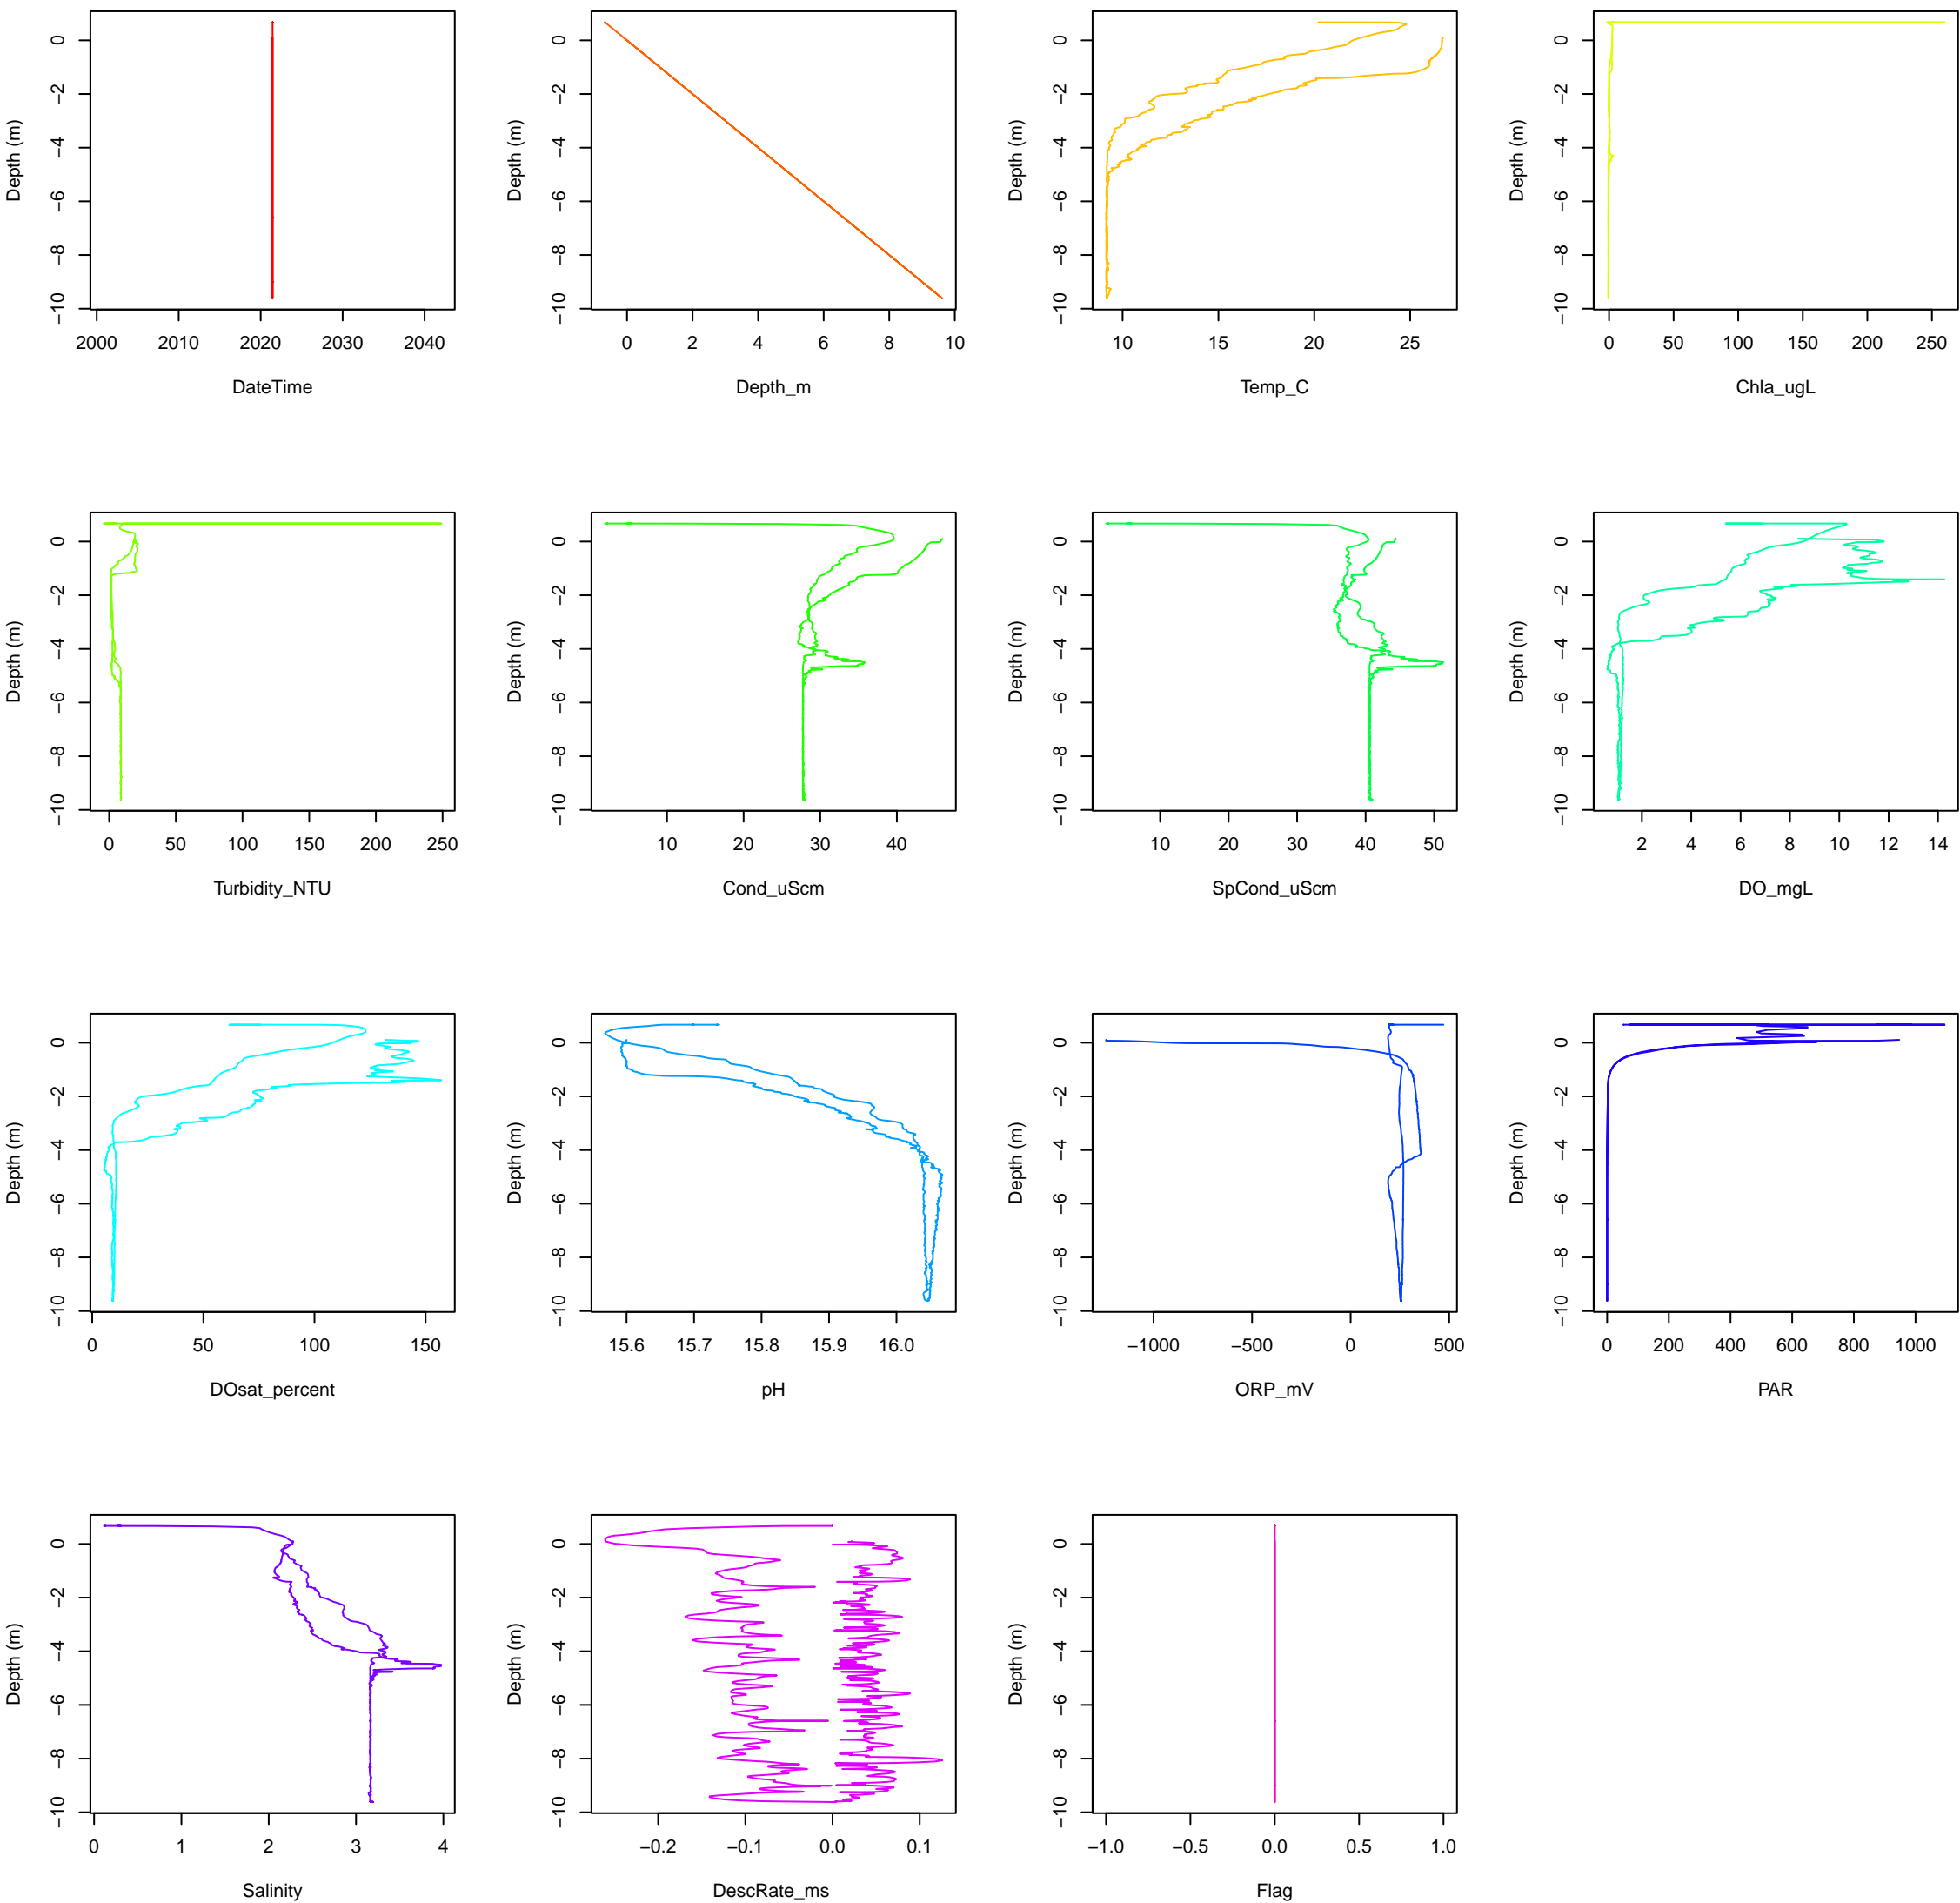 Depth (m)
0
−2
−4
−6
−8
−10
2000 2010 2020 2030 2040
DateTime
Depth (m)
0
−2
−4
−6
−8
−10
0 2 4 6 8 10
Depth_m
Depth (m)
0
−2
−4
−6
−8
−10
10 15 20 25
Temp_C
Depth (m)
0
−2
−4
−6
−8
−10
0 50 100 150 200 250
Chla_ugL
Depth (m)
0
−2
−4
−6
−8
−10
0 50 100 150 200 250
Turbidity_NTU
Depth (m)
0
−2
−4
−6
−8
−10
10 20 30 40
Cond_uScm
Depth (m)
0
−2
−4
−6
−8
−10
10 20 30 40 50
SpCond_uScm
Depth (m)
0
−2
−4
−6
−8
−10
2 4 6 8 10 12 14
DO_mgL
Depth (m)
0
−2
−4
−6
−8
−10
0 50 100 150
DOsat_percent
Depth (m)
0
−2
−4
−6
−8
−10
15.6 15.7 15.8 15.9 16.0
pH
Depth (m)
0
−2
−4
−6
−8
−10
−1000 −500 0 500
ORP_mV
Depth (m)
0
−2
−4
−6
−8
−10
0 200 400 600 800 1000
PAR
Depth (m)
0
−2
−4
−6
−8
−10
0 1 2 3 4
Salinity
Depth (m)
0
−2
−4
−6
−8
−10
−0.2 −0.1 0.0 0.1
DescRate_ms
Depth (m)
0
−2
−4
−6
−8
−10
−1.0 −0.5 0.0 0.5 1.0
Flag